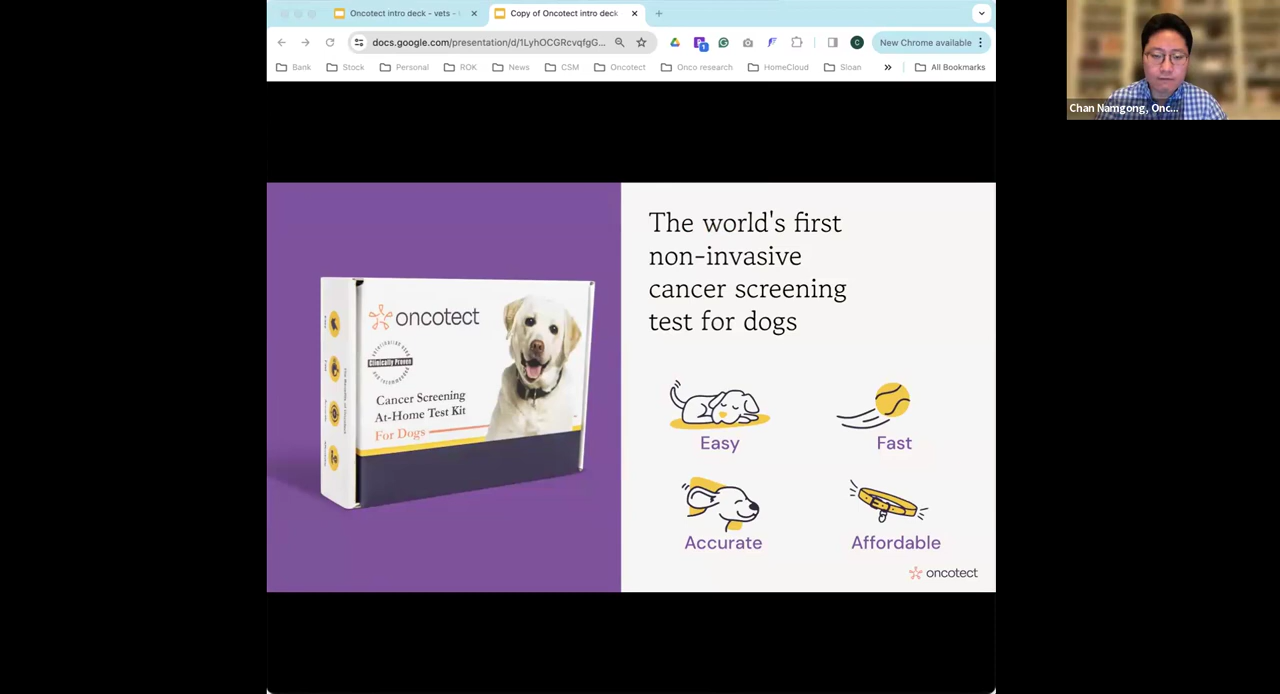 Oncotect intro deck - vets -
Copy of Oncotect intro deck
docs.google.com/presentation/d/1LyhOCGRcvqfgG...
1
C
New Chrome available
Bank
Stock
Personal
ROK
News
CSM
Oncotect
Onco research
HomeCloud
Sloan
»
All Bookmarks
Chan Namgong, Onc...
oncotect
Clinically Proven
Cancer Screening
At-Home Test Kit
For Dogs
The world's first
non-invasive
cancer screening
test for dogs
Easy
Fast
Accurate
Affordable
oncotect